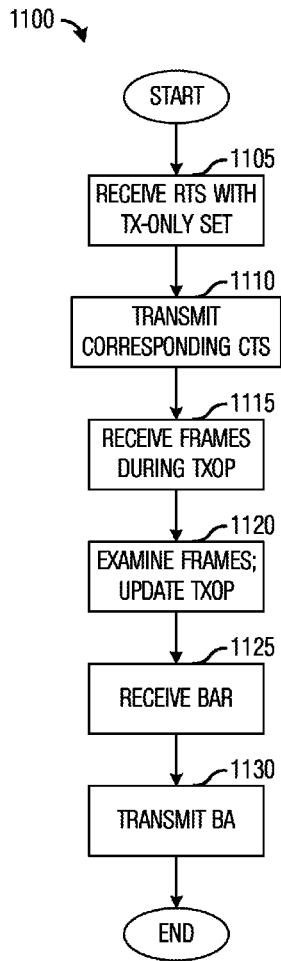 1100
START
1105
RECEIVE RTS WITH
TX-ONLY SET
1110
TRANSMIT
CORRESPONDING CTS
1115
RECEIVE FRAMES
DURING TXOP
1120
EXAMINE FRAMES;
UPDATE TXOP
1125
RECEIVE BAR
1130
TRANSMIT BA
END